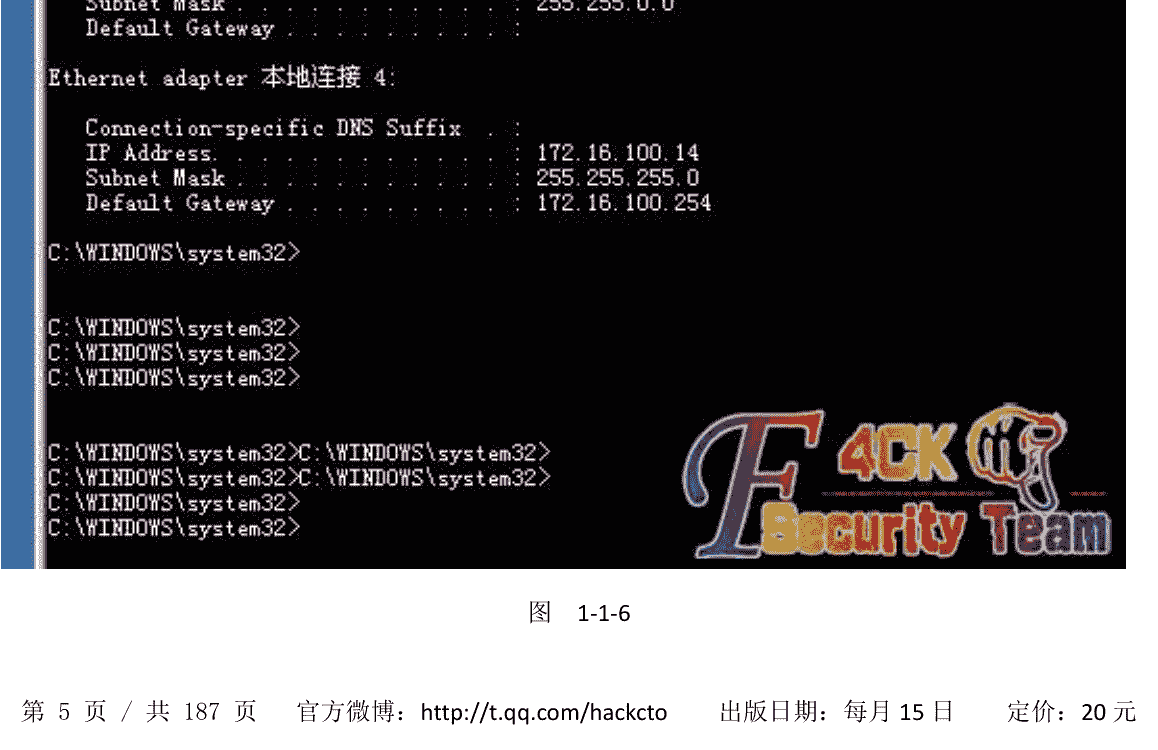 Subnet Mask . . . . . . . . . . . : 255.255.0.0
Default Gateway . . . . . . . . . :
Ethernet adapter 本地连接 4:
Connection-specific DNS Suffix  . :
IP Address. . . . . . . . . . . . : 172.16.100.14
Subnet Mask . . . . . . . . . . . : 255.255.255.0
Default Gateway . . . . . . . . . : 172.16.100.254
C:\WINDOWS\system32>
C:\WINDOWS\system32>
C:\WINDOWS\system32>
C:\WINDOWS\system32>
C:\WINDOWS\system32>C:\WINDOWS\system32>
C:\WINDOWS\system32>C:\WINDOWS\system32>
C:\WINDOWS\system32>
C:\WINDOWS\system32>
F4CK
Security Team
图 1-1-6
第 5 页 / 共 187 页 官方微博：http://t.qq.com/hackcto 出版日期：每月 15 日 定价：20 元